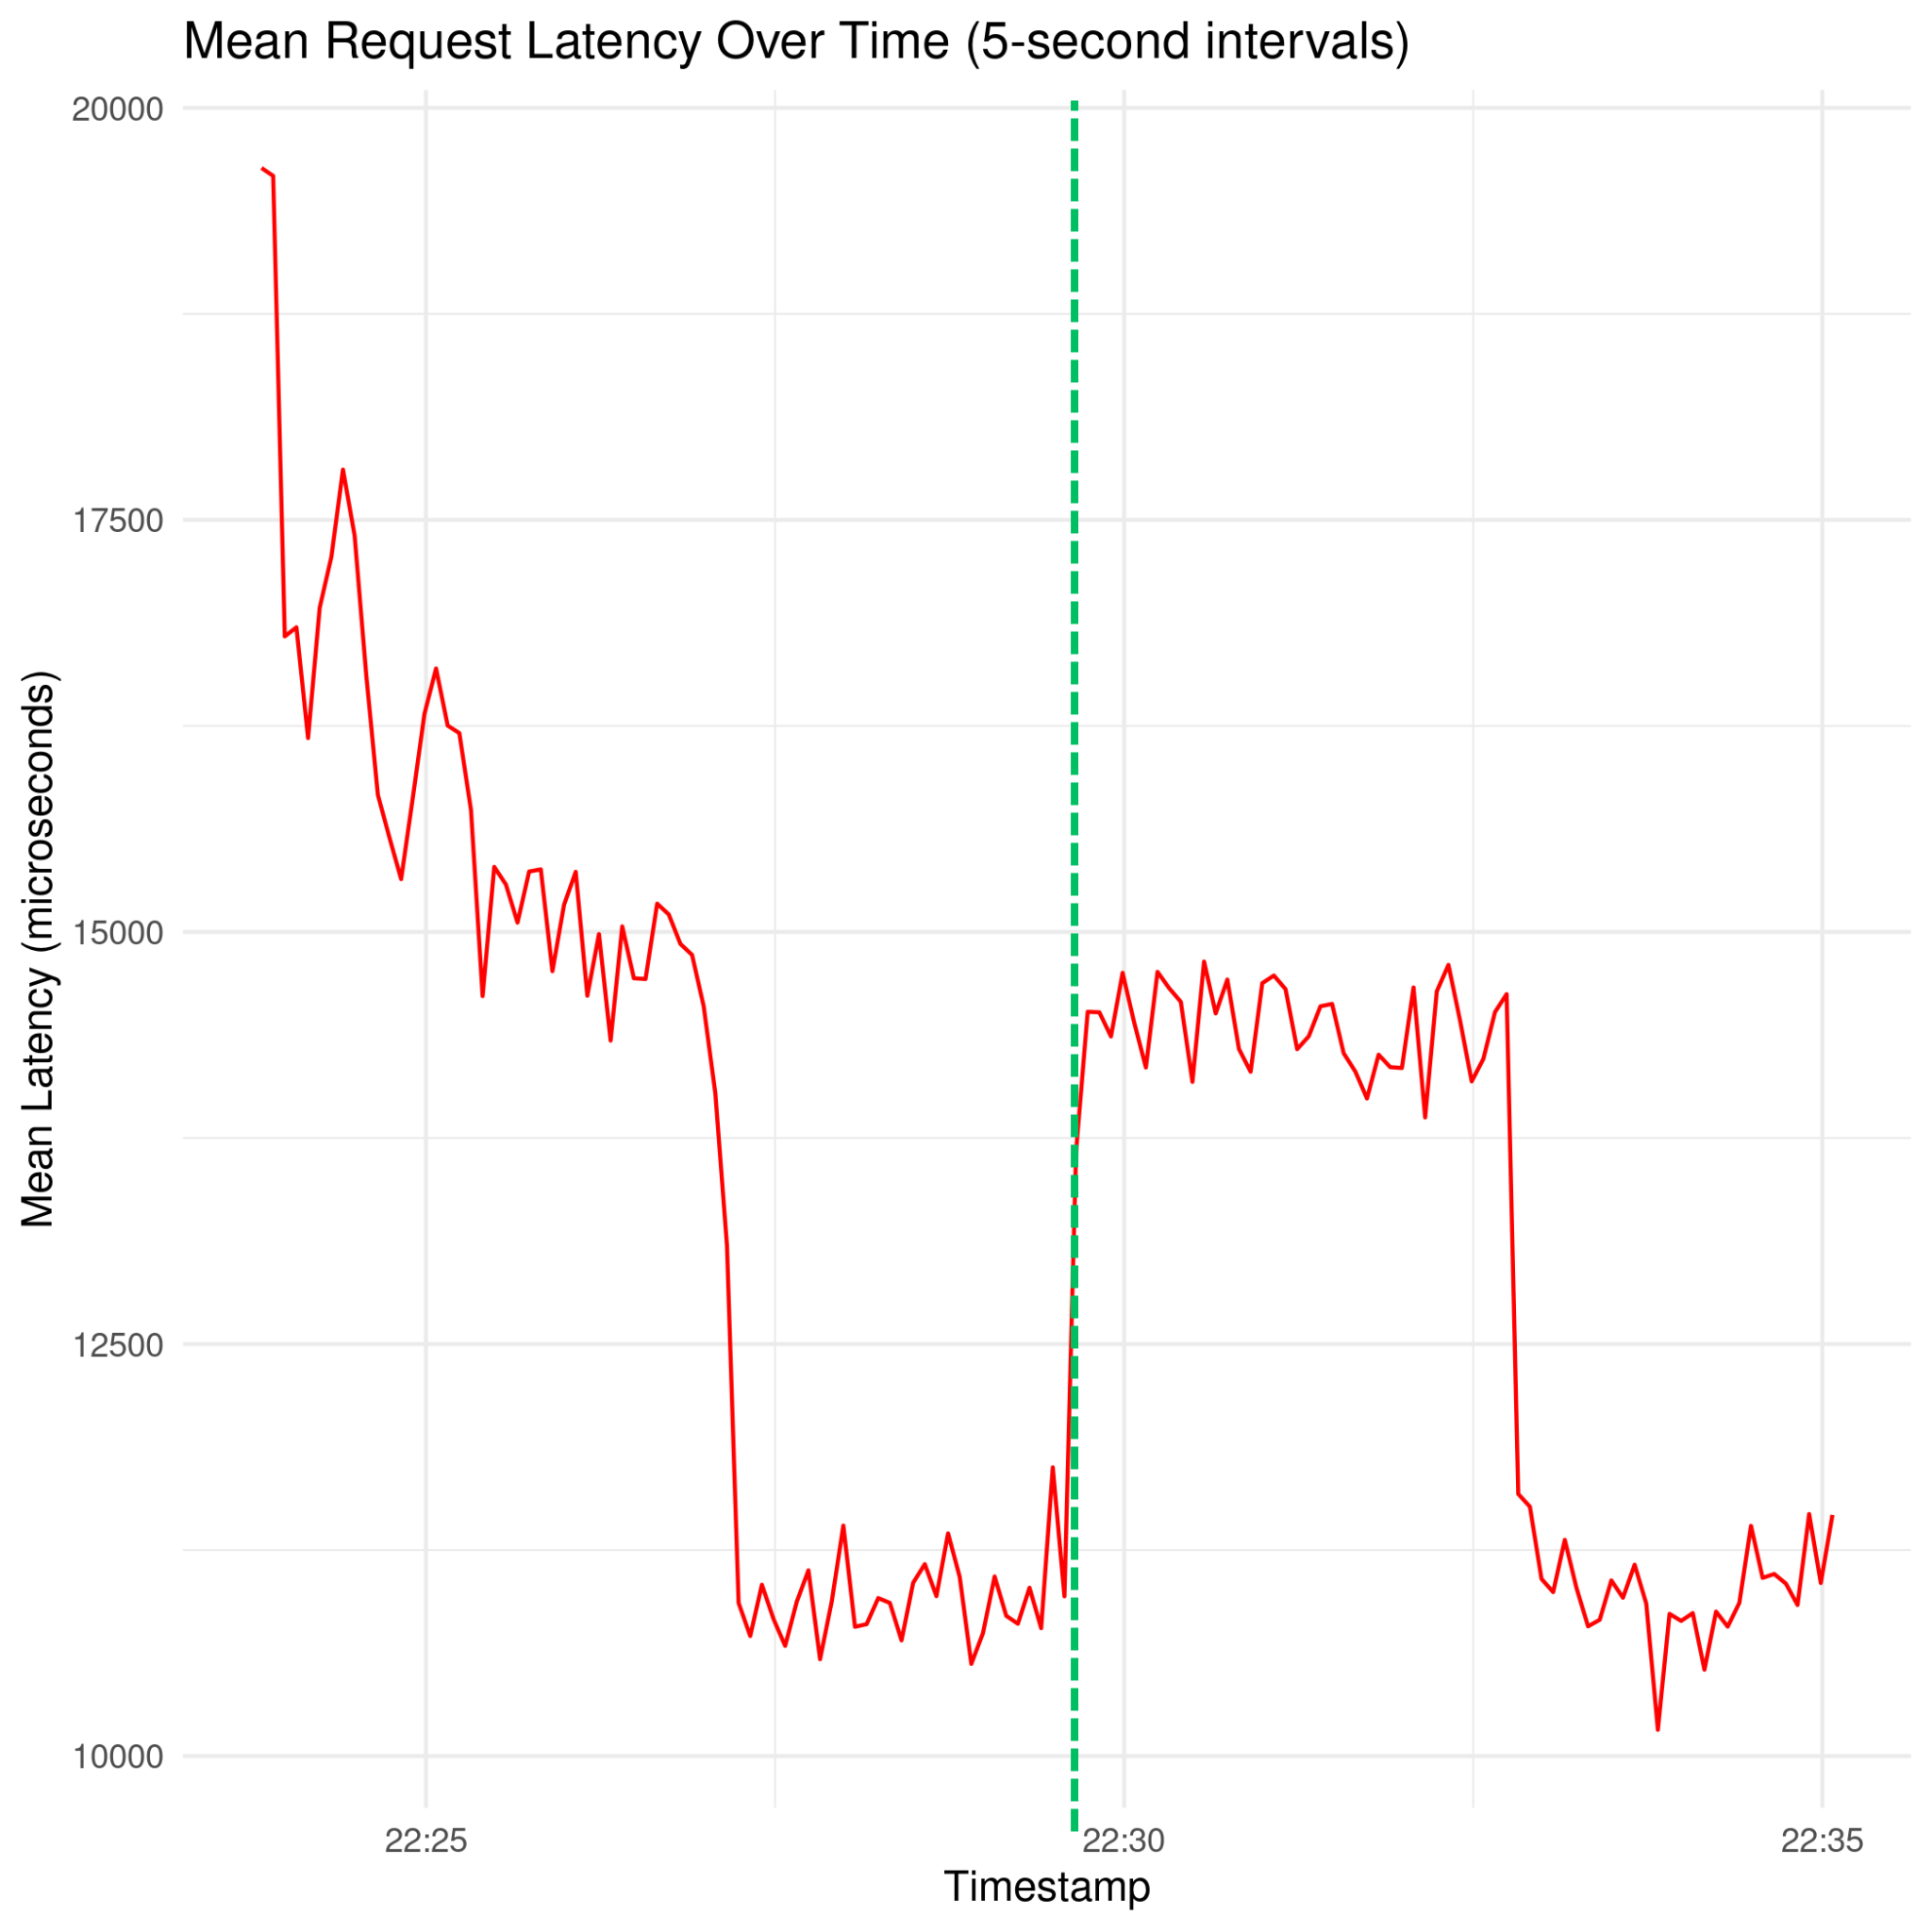 Mean Request Latency Over Time (5-second intervals)
20000
17500
15000
12500
10000
Mean Latency (microseconds)
22:25
22:30
22:35
Timestamp